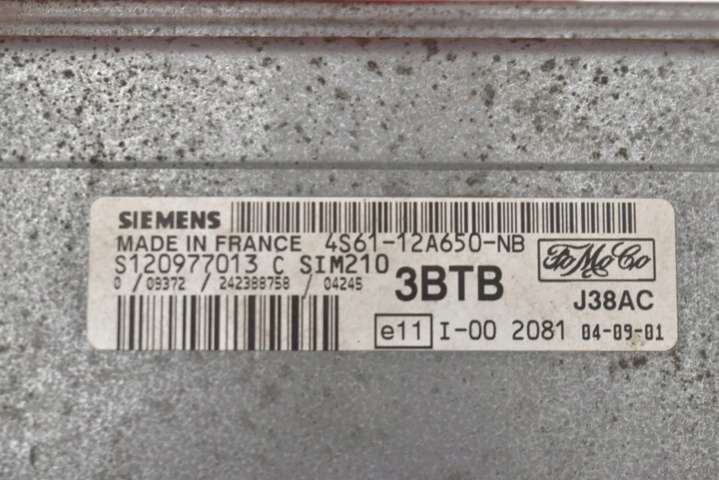 SIEMENS
MADE IN FRANCE 4S61-12A650-NB
S120977013 C SIM210
0 / 09372 / 242388758 / 04245
3BTB
FoMoCo
J38AC
e11 I-00 2081 04-09-01